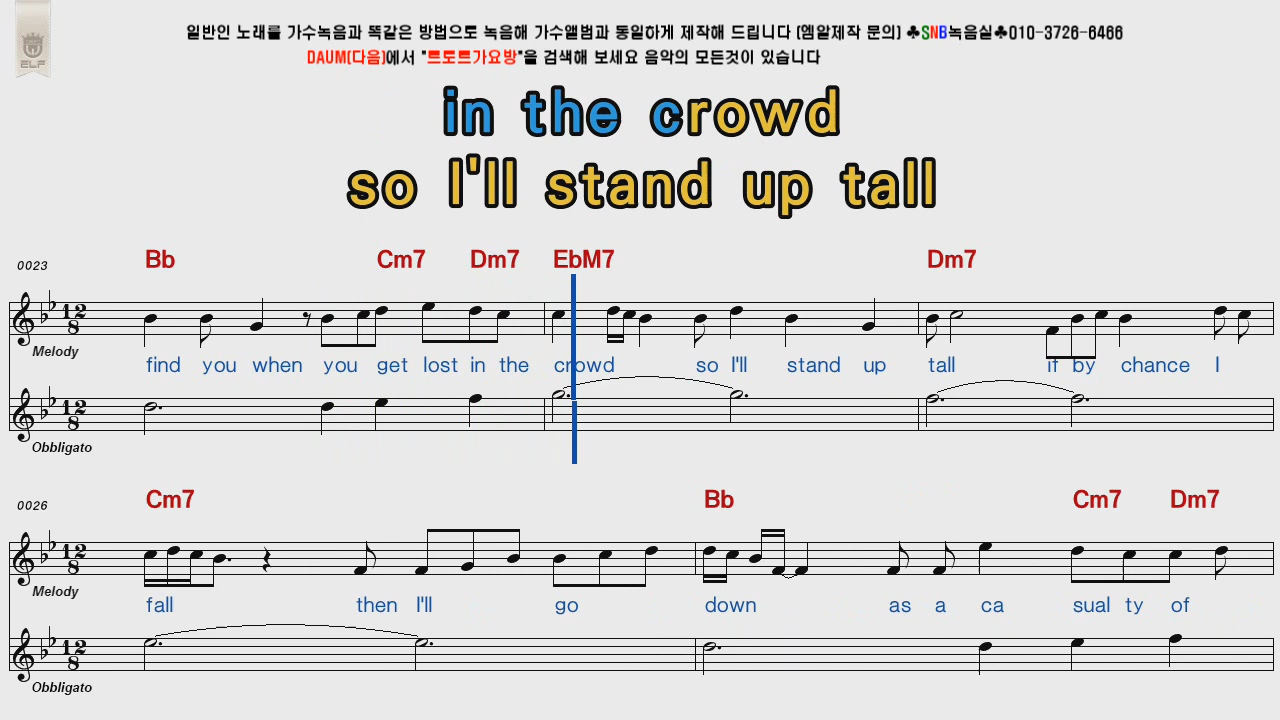 일반인 노래를 가수녹음과 똑같은 방법으로 녹음해 가수앨범과 동일하게 제작해 드립니다 (엠알제작 문의) ♣SNB녹음실♣010-3726-6466
DAUM(다음)에서 "트로트가요방"을 검색해 보세요 음악의 모든것이 있습니다
ELF
in the crowd
so I'll stand up tall
Bb Cm7 Dm7 EbM7 Dm7
0023
12 8
Melody
find you when you get lost in the crowd so I'll stand up tall if by chance I
12 8
Obbligato
Cm7 Bb Cm7 Dm7
0026
12 8
Melody
fall then I'll go down as a ca sual ty of
12 8
Obbligato